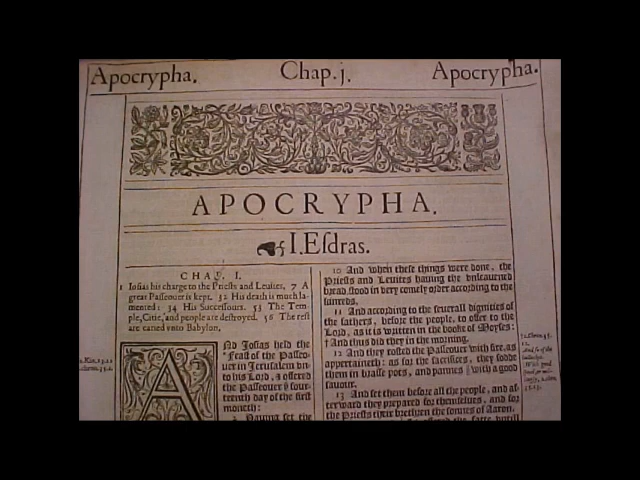 Apocrypha. Chap.j. Apocrypha.
APOCRYPHA.
I.Eſdras.
CHAP. I.
1 Ioſias his charge to the Prieſts and Leuites, 7 A
great Paſſeouer is kept. 32 His death is much la-
mented: 34 His Succeſſours. 53 The Tem-
ple, Citie, and people are deſtroyed. 56 The reſt
are caried vnto Babylon.
AND Ioſias held the
Feaſt of the Paſſeo-
uer in Jeruſalem vn-
to his Lord, & offered
the Paſſeouer yͤ four-
teenth day of the firſt
moneth:
2 Hauing ſet the
10 And when theſe things were done, the
Prieſts and Leuites hauing the vnleauened
bread, ſtood in very comely order according to the
kinreds,
11 And according to the ſeuerall dignities of
the fathers, before the people, to offer to the
Lord, as it is written in the booke of Moyſes:
† And thus did they in the morning.
12 And they roſted the Paſſeouer with fire, as
appertaineth: as for the ſacrifices, they ſodde
them in braſſe pots, and pannes with a good
ſauour.
13 And ſet them before all the people, and af-
terward they prepared for themſelues, and for
the Prieſts their brethren the ſonnes of Aaron.